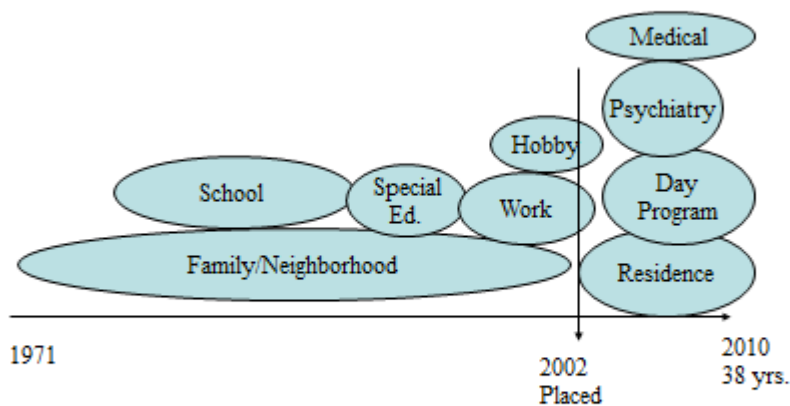 Medical
Psychiatry
Hobby
School
Special
Ed.
Work
Day
Program
Family/Neighborhood
Residence
1971
2002
Placed
2010
38 yrs.